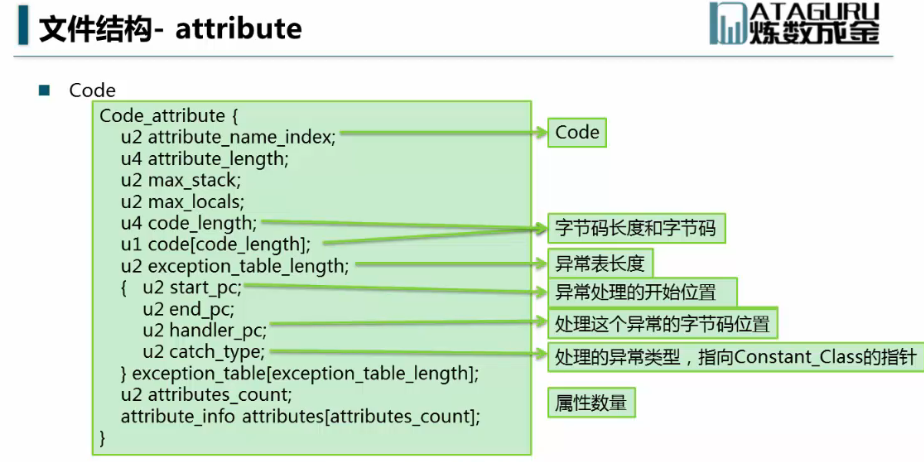 文件结构- attribute
ATAGURU
炼数成金
Code
Code_attribute {
u2 attribute_name_index;
Code
u4 attribute_length;
u2 max_stack;
u2 max_locals;
u4 code_length;
u1 code[code_length];
字节码长度和字节码
u2 exception_table_length;
异常表长度
{ u2 start_pc;
异常处理的开始位置
u2 end_pc;
u2 handler_pc;
处理这个异常的字节码位置
u2 catch_type;
处理的异常类型，指向Constant_Class的指针
} exception_table[exception_table_length];
u2 attributes_count;
属性数量
attribute_info attributes[attributes_count];
}